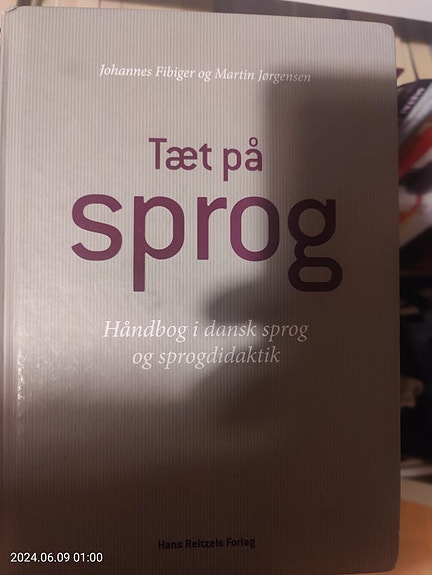 Johannes Fibiger og Martin Jørgensen
Tæt på
sprog
Håndbog i dansk sprog
og sprogdidaktik
Hans Reitzels Forlag
2024.06.09 01:00